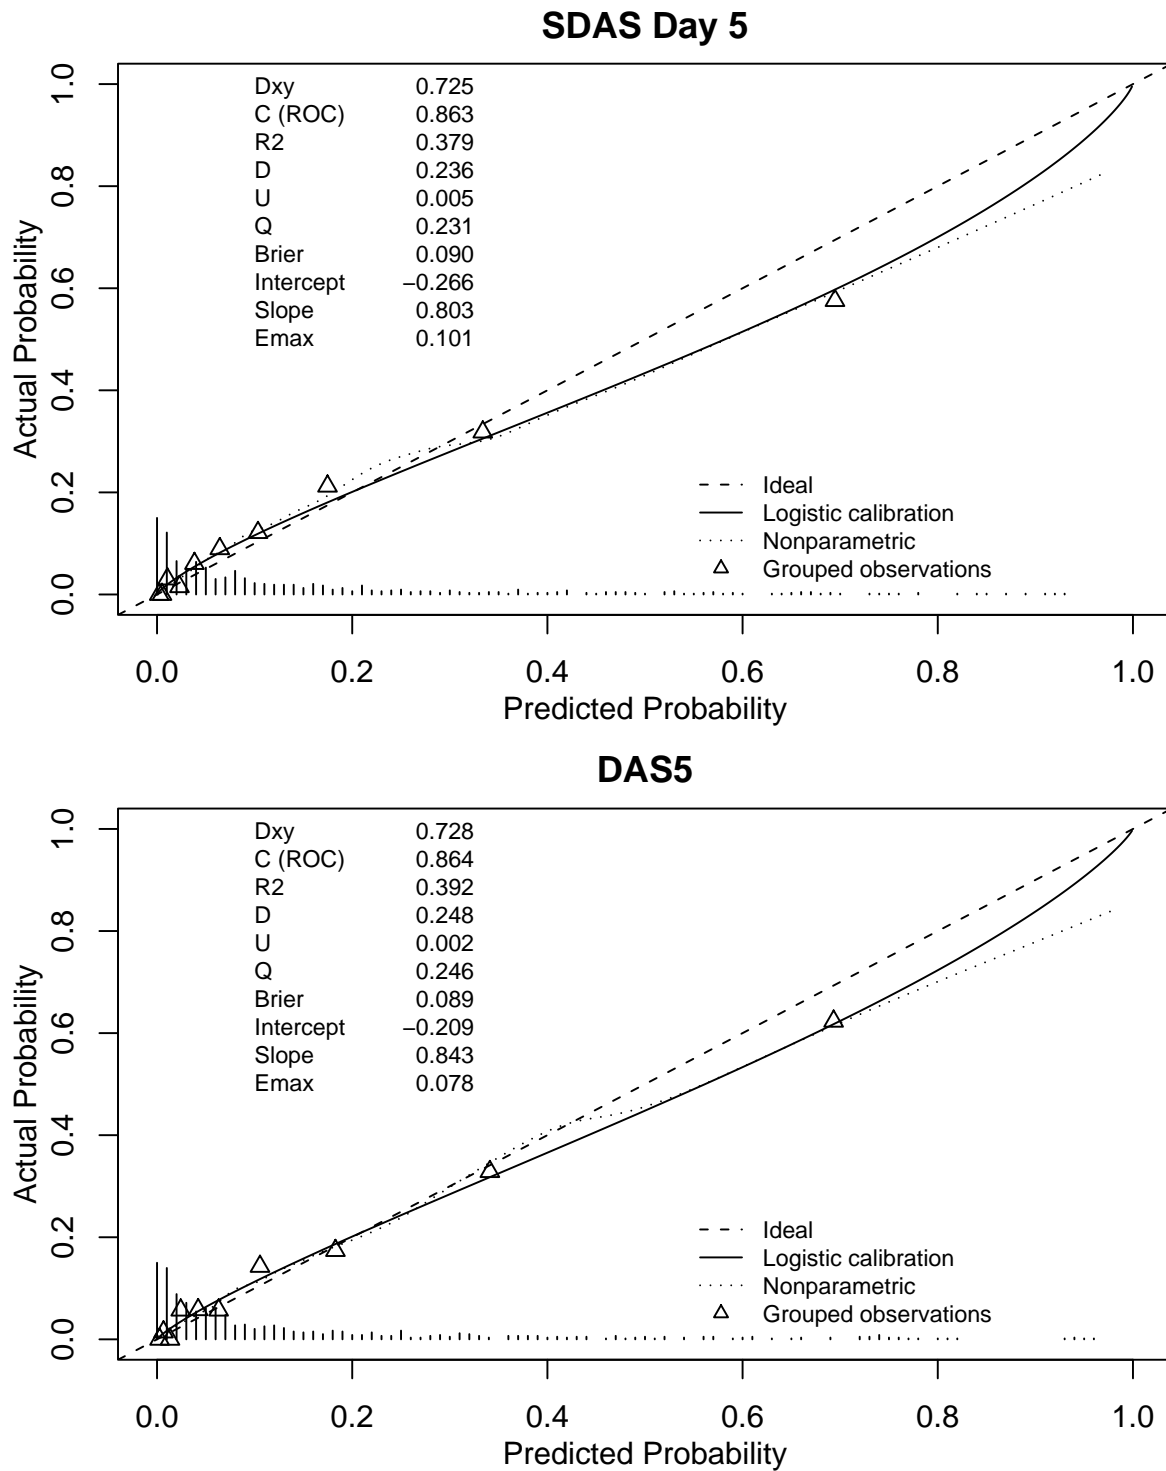 SDAS Day 5
Dxy 0.725
C (ROC) 0.863
R2 0.379
D 0.236
U 0.005
Q 0.231
Brier 0.090
Intercept −0.266
Slope 0.803
Emax 0.101
Actual Probability
1.0
0.8
0.6
0.4
0.2
0.0
Ideal
Logistic calibration
Nonparametric
Grouped observations
0.0 0.2 0.4 0.6 0.8 1.0
Predicted Probability
DAS5
Dxy 0.728
C (ROC) 0.864
R2 0.392
D 0.248
U 0.002
Q 0.246
Brier 0.089
Intercept −0.209
Slope 0.843
Emax 0.078
Actual Probability
1.0
0.8
0.6
0.4
0.2
0.0
Ideal
Logistic calibration
Nonparametric
Grouped observations
0.0 0.2 0.4 0.6 0.8 1.0
Predicted Probability